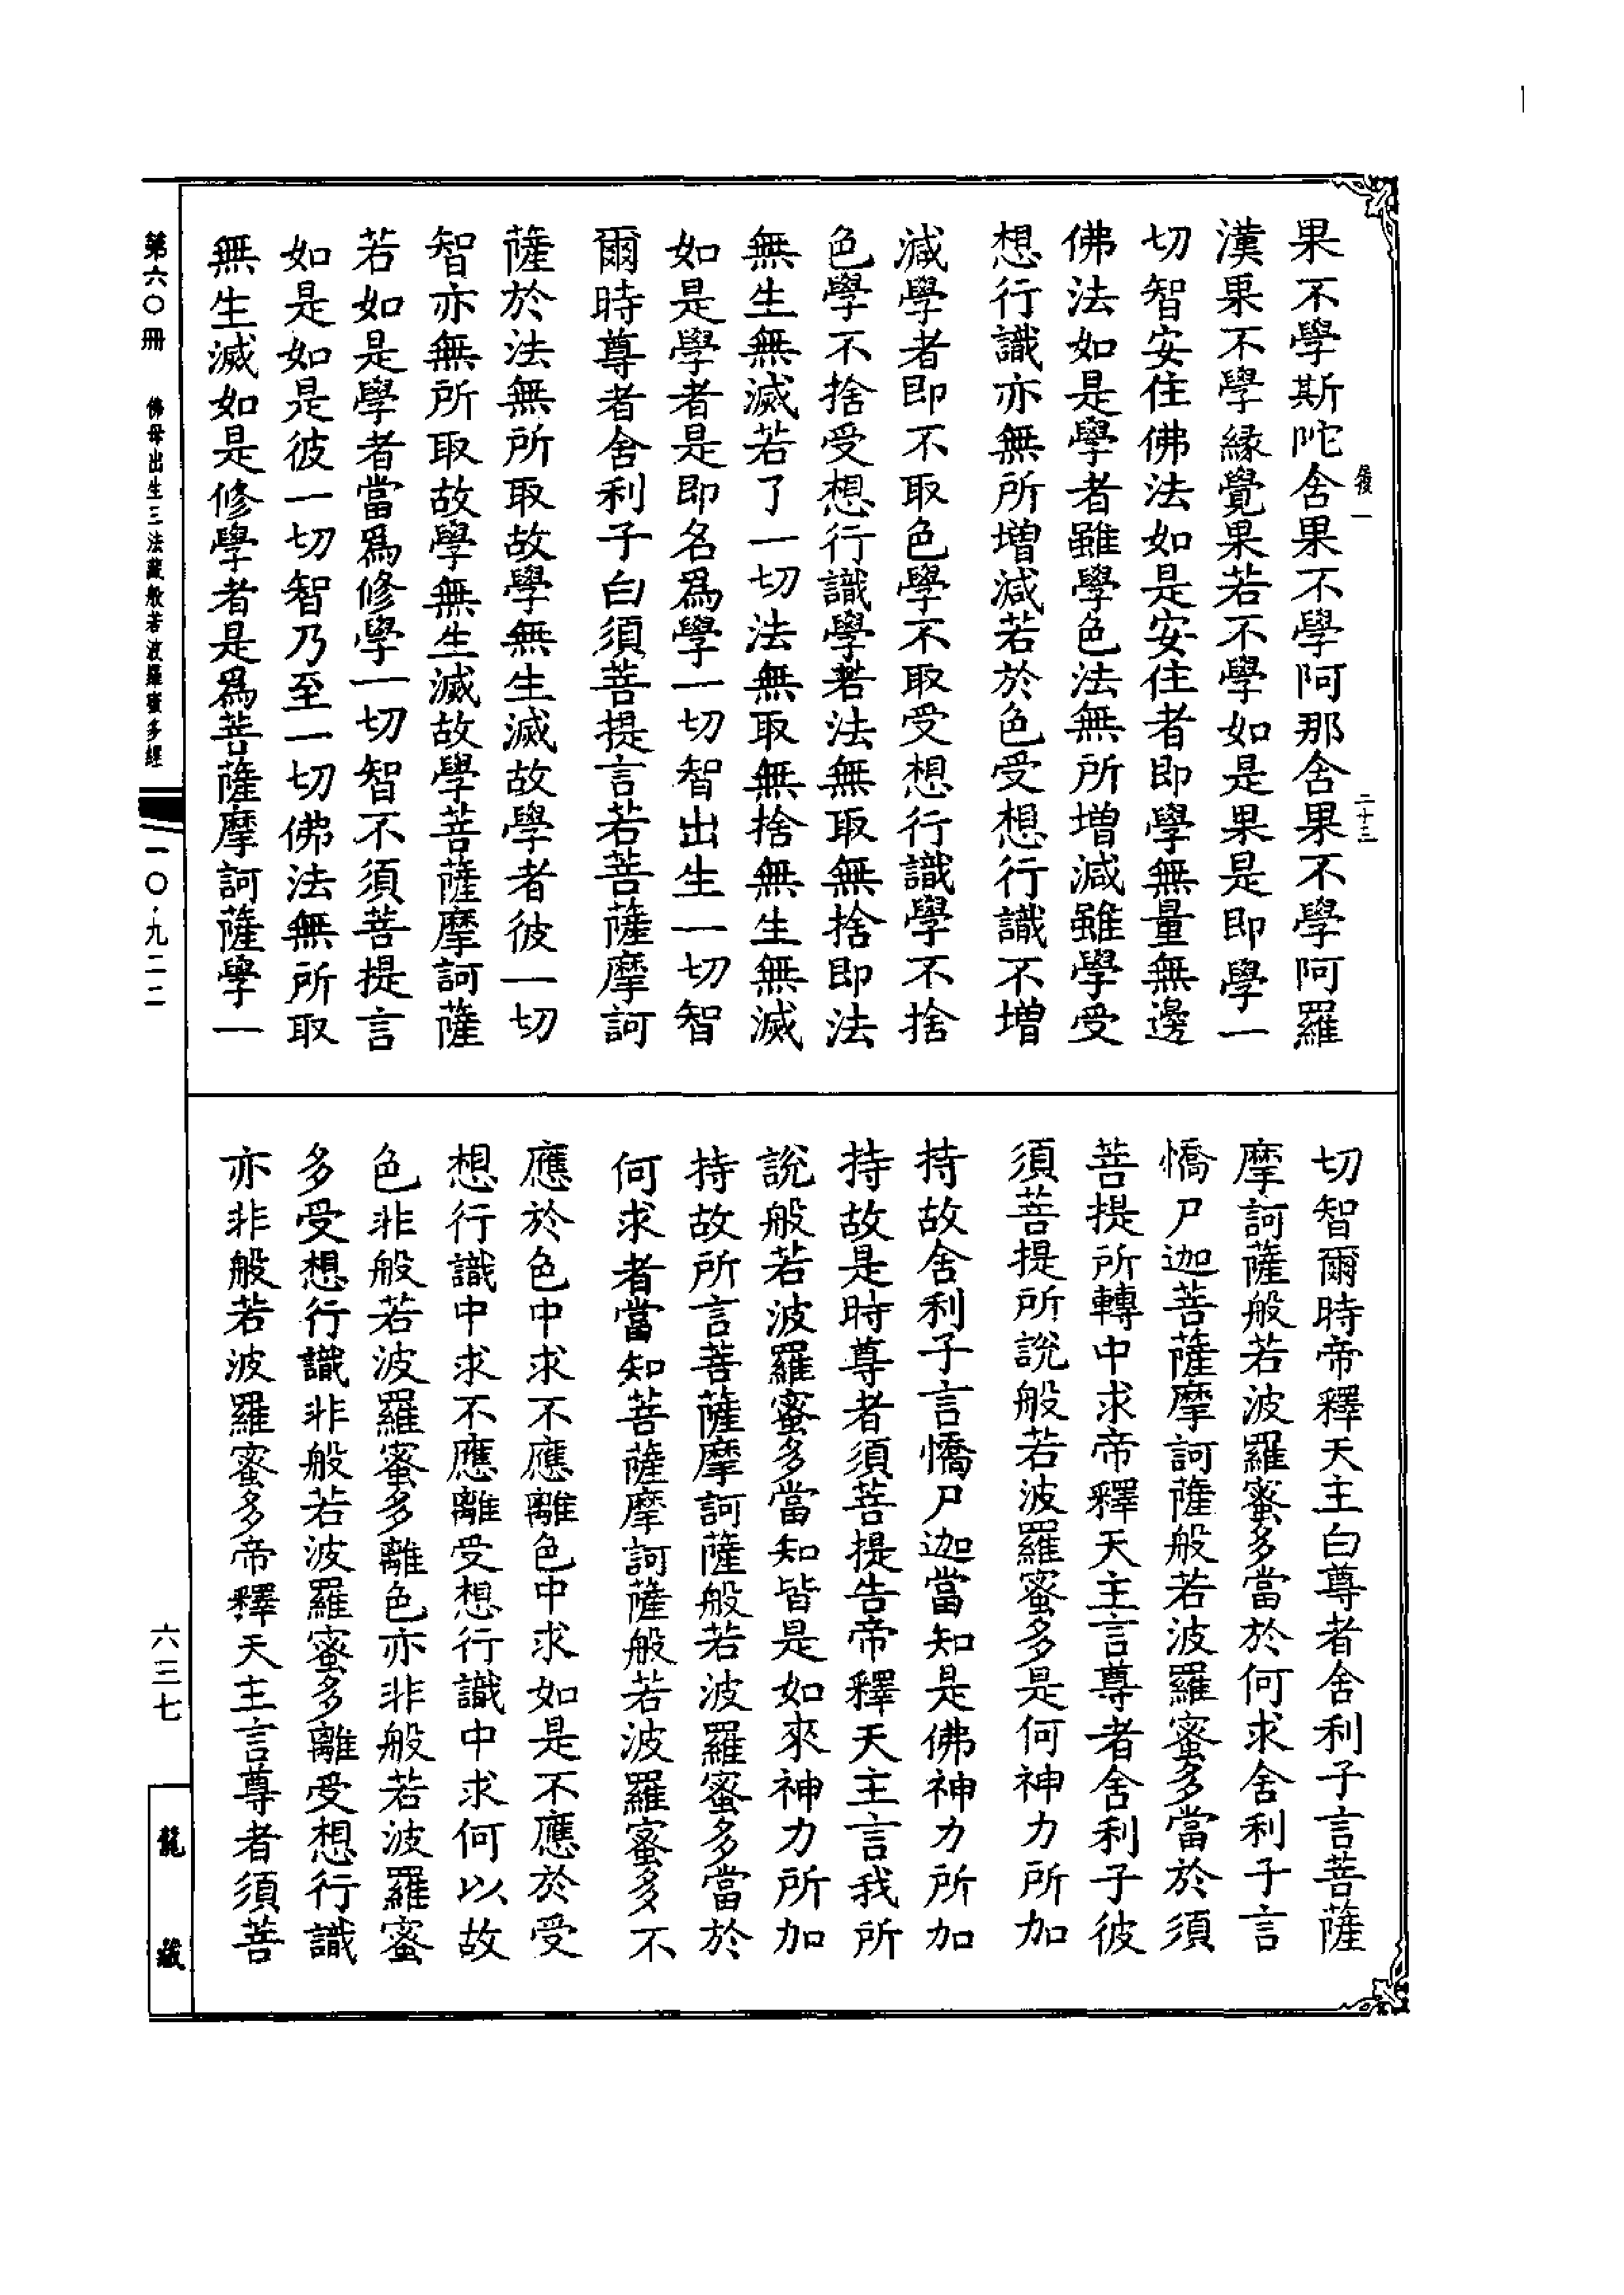 果不學斯陀含果不學阿那含果不學阿羅
漢果不學緣覺果若不學如是果是即學一
切智安住佛法如是安住者即學無量無邊
佛法如是學者雖學色法無所增減雖學受
想行識亦無所增減若於色受想行識不增
減學者即不取色學不取受想行識學不捨
色學不捨受想行識學若法無取無捨即法
無生無滅若了一切法無取無捨無生無滅
如是學者是即名爲學一切智出生一切智
爾時尊者舍利子白須菩提言若菩薩摩訶
薩於法無所取故學無生滅故學者彼一切
智亦無所取故學無生滅故學菩薩摩訶薩
若如是學者當爲修學一切智不須菩提言
如是如是彼一切智乃至一切佛法無所取
無生滅如是修學者是爲菩薩摩訶薩學一
切智爾時帝釋天主白尊者舍利子言菩薩
摩訶薩般若波羅蜜多當於何求舍利子言
憍尸迦菩薩摩訶薩般若波羅蜜多當於須
菩提所轉中求帝釋天主言尊者舍利子彼
須菩提所說般若波羅蜜多是何神力所加
持故舍利子言憍尸迦當知是佛神力所加
持故是時尊者須菩提告帝釋天主言我所
說般若波羅蜜多當知皆是如來神力所加
持故所言菩薩摩訶薩般若波羅蜜多當於
何求者當知菩薩摩訶薩般若波羅蜜多不
應於色中求不應離色中求如是不應於受
想行識中求不應離受想行識中求何以故
色非般若波羅蜜多離色亦非般若波羅蜜
多受想行識非般若波羅蜜多離受想行識
亦非般若波羅蜜多帝釋天主言尊者須菩
二十三
第六〇冊 佛母出生三法藏般若波羅蜜多經
一〇·九二二
六三七
龍藏